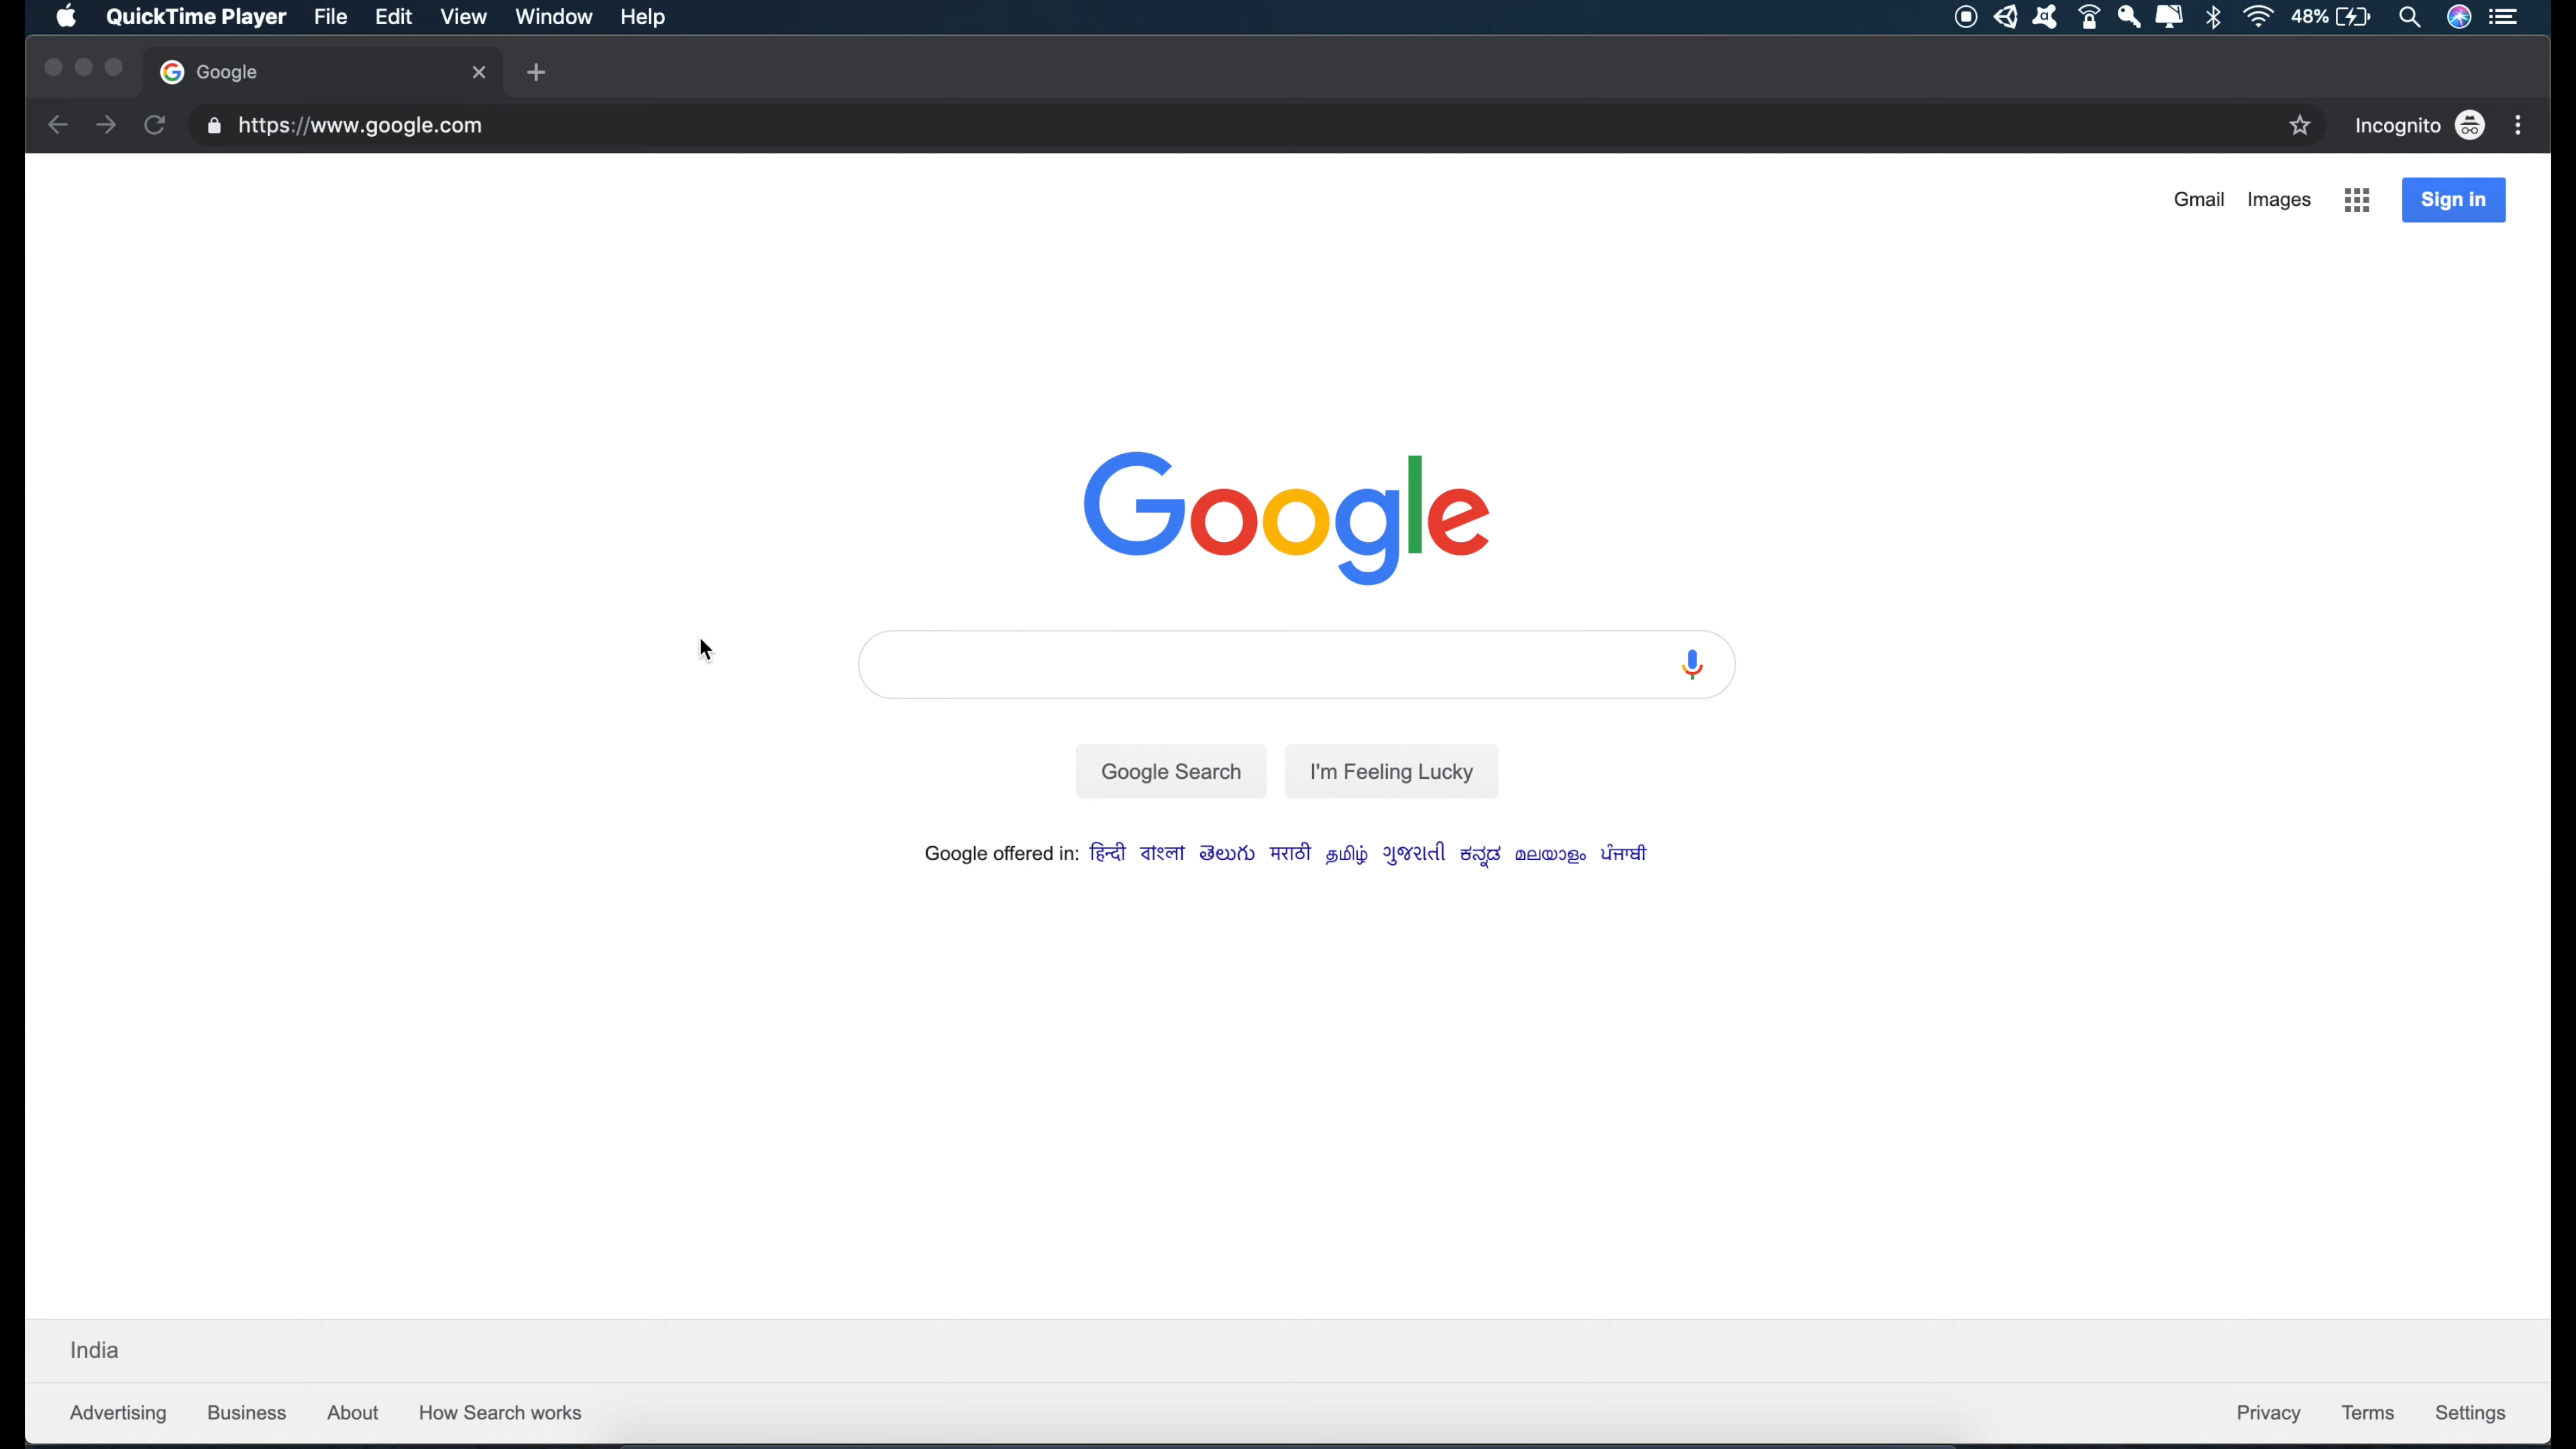 QuickTime Player File Edit View Window Help 48%
Google
https://www.google.com Incognito
Gmail Images Sign in
Google
Google Search I'm Feeling Lucky
Google offered in: हिन्दी বাংলা తెలుగు मराठी தமிழ் ગુજરાતી ಕನ್ನಡ മലയാളം ਪੰਜਾਬੀ
India
Advertising Business About How Search works Privacy Terms Settings